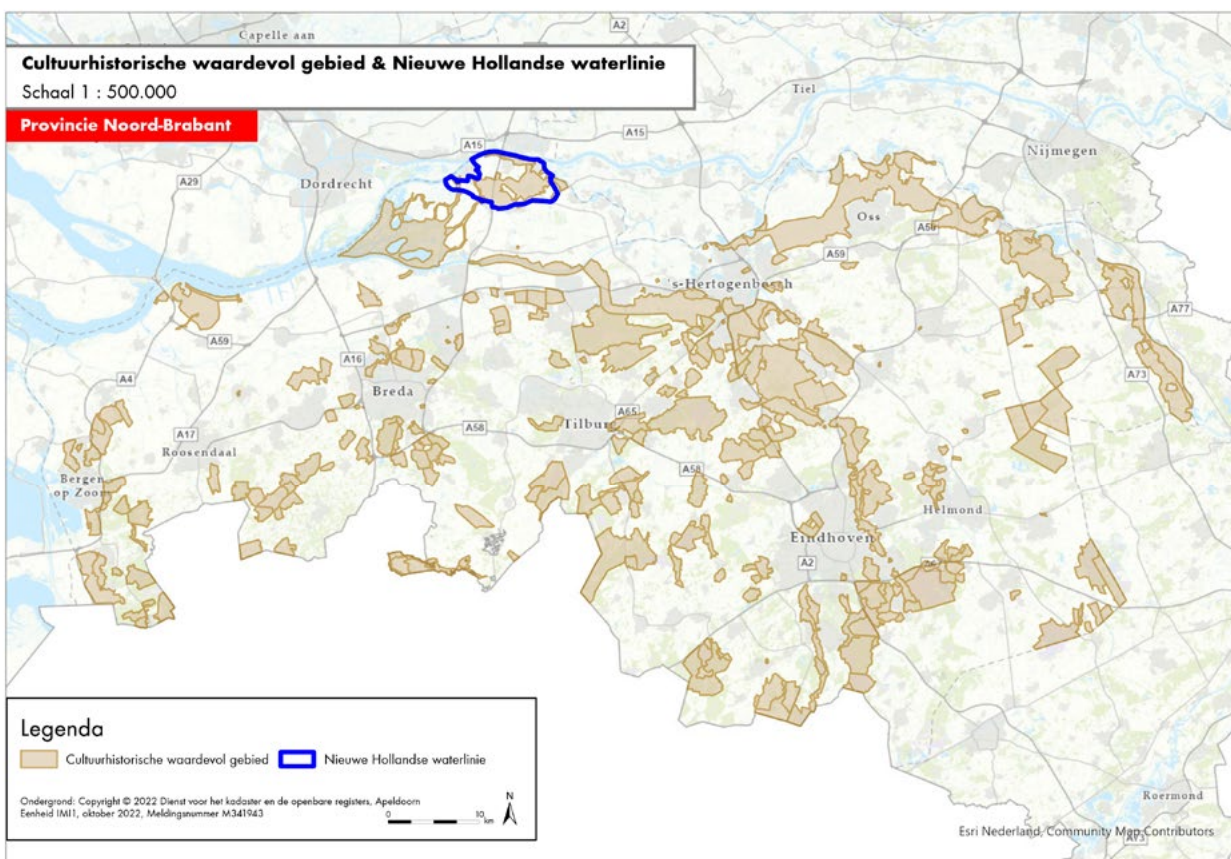 Capelle aan
A2
Cultuurhistorische waardevol gebied & Nieuwe Hollandse waterlinie
Schaal 1 : 500.000
Provincie Noord-Brabant
Tiel
A15
A15
Nijmegen
A29
Dordrecht
Oss
A50
A59
's-Hertogenbosch
A77
A59
A16
A4
Breda
A73
A65
Tilbur
A58
A17
Roosendaal
A58
Bergen
op Zoom
Helmond
Eindhoven
A2
Legenda
Cultuurhistorische waardevol gebied
Nieuwe Hollandse waterlinie
Ondergrond: Copyright © 2022 Dienst voor het kadaster en de openbare registers, Apeldoorn
Eenheid IMI1, oktober 2022, Meldingsnummer M341943
0 10
km
N
Roermond
Esri Nederland, Community Map Contributors
A73